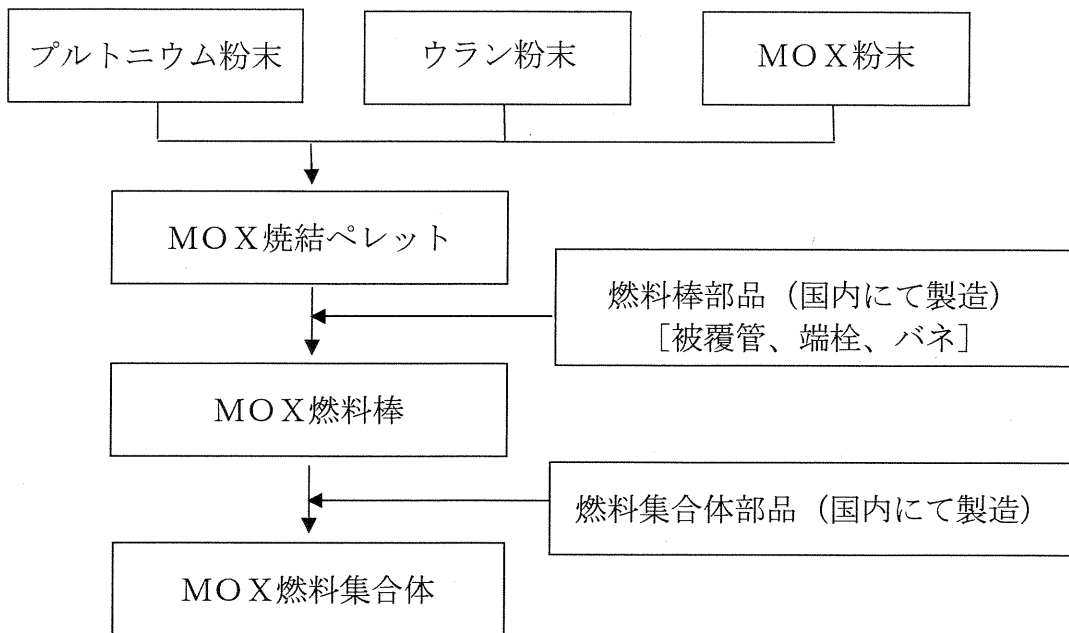 プルトニウム粉末
ウラン粉末
MOX粉末
MOX焼結ペレット
燃料棒部品（国内にて製造）
［被覆管、端栓、バネ］
MOX燃料棒
燃料集合体部品（国内にて製造）
MOX燃料集合体